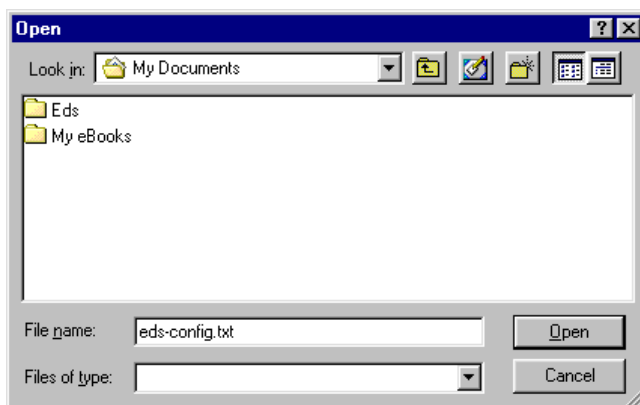 Open
Look in: My Documents
Eds
My eBooks
File name: eds-config.txt Open
Files of type: Cancel